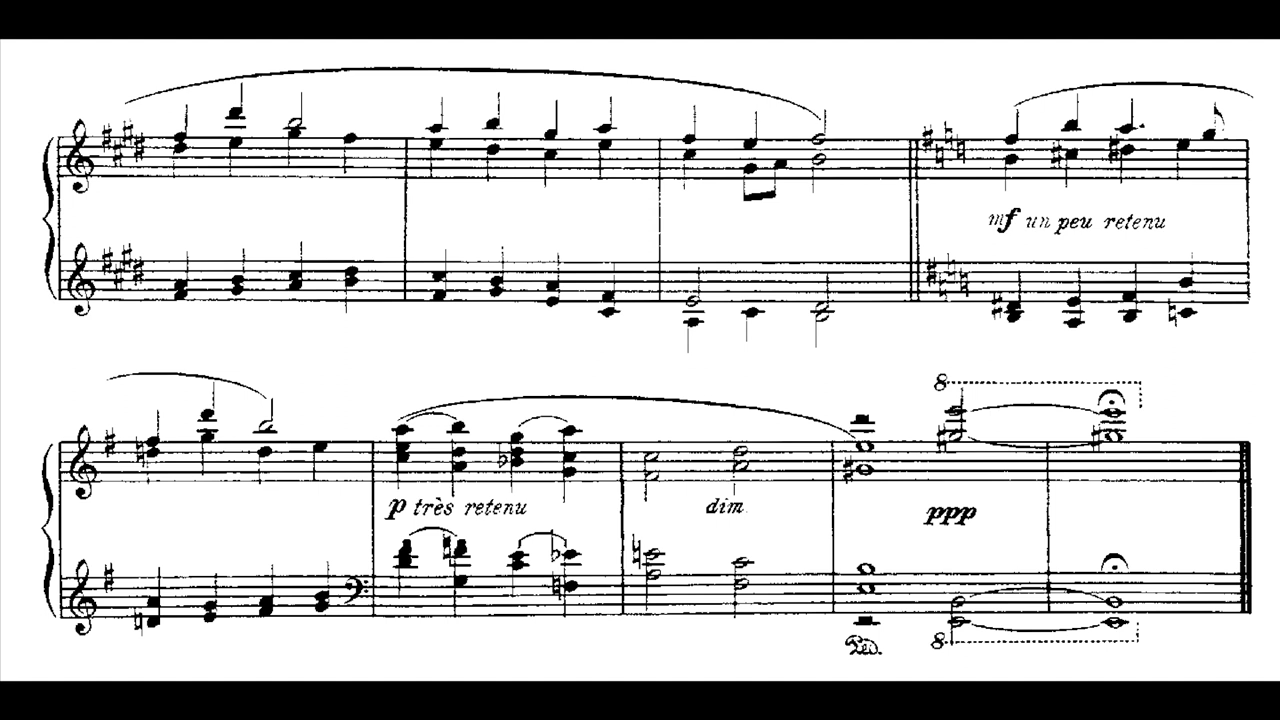 mf un peu retenu
8
p très retenu
dim
ppp
Ped.
8